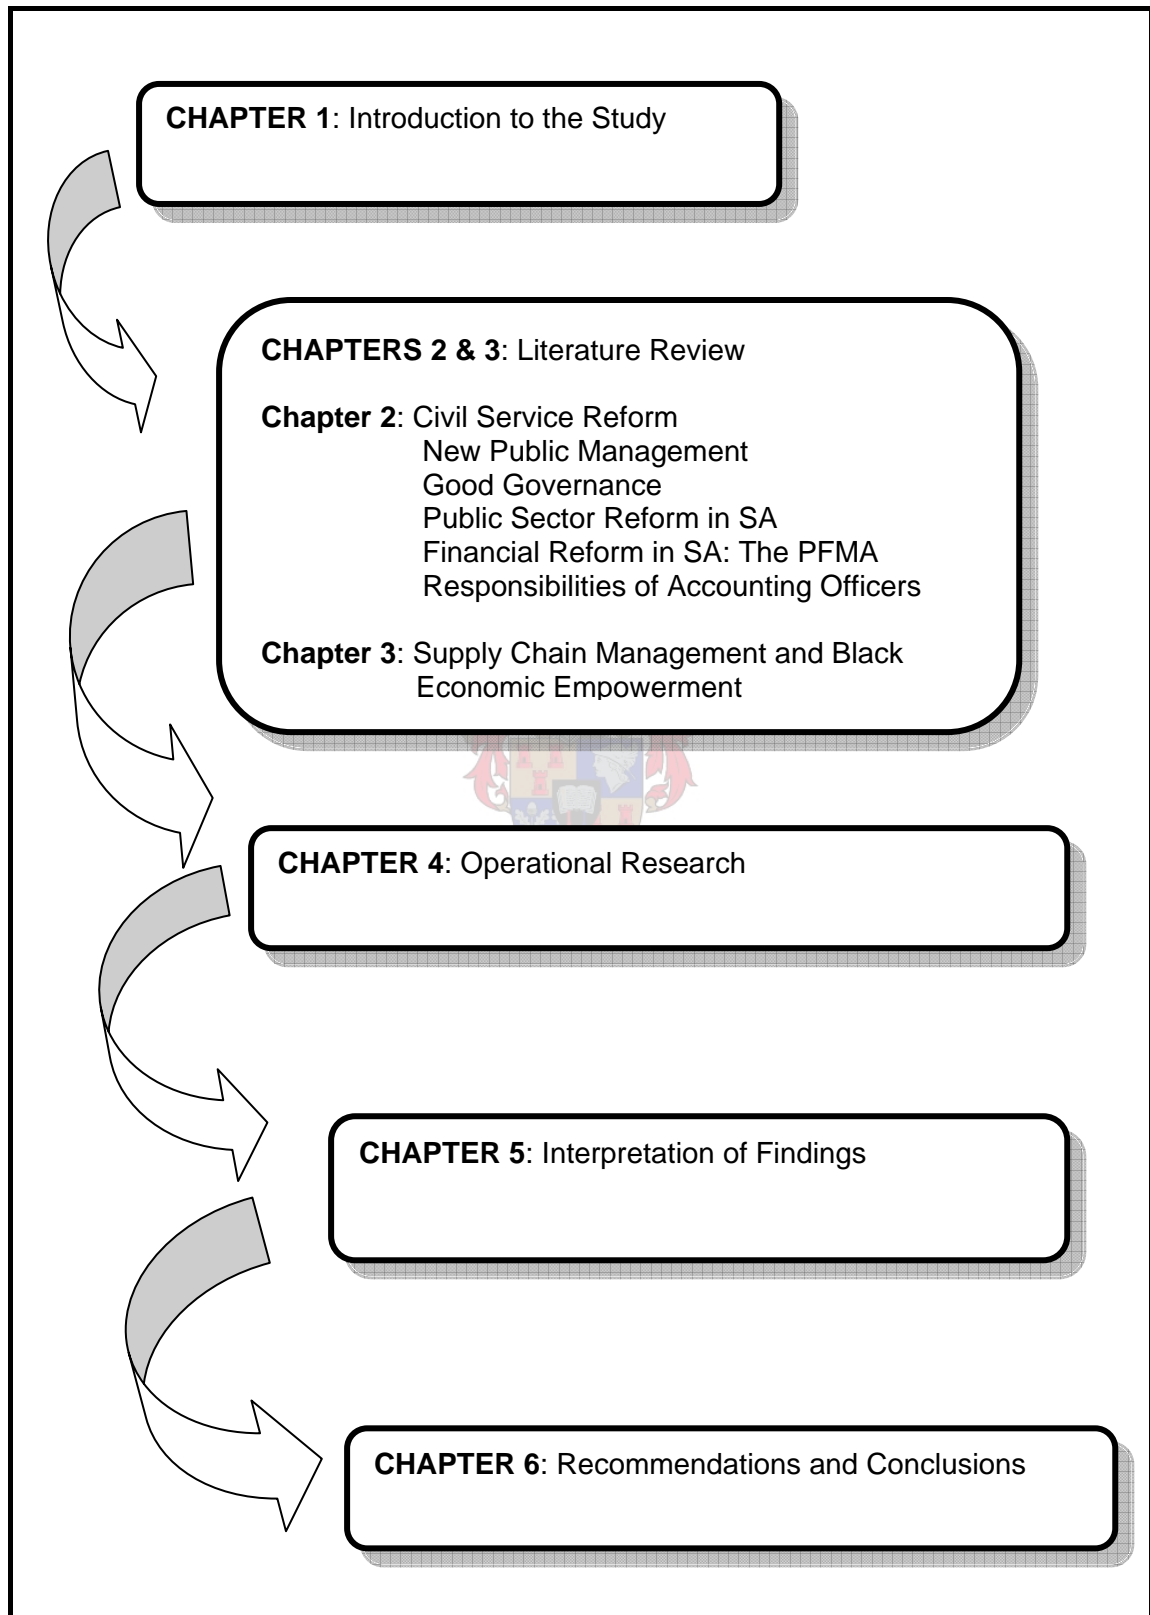 CHAPTER 1: Introduction to the Study
CHAPTERS 2 & 3: Literature Review
Chapter 2: Civil Service Reform
New Public Management
Good Governance
Public Sector Reform in SA
Financial Reform in SA: The PFMA
Responsibilities of Accounting Officers
Chapter 3: Supply Chain Management and Black
Economic Empowerment
CHAPTER 4: Operational Research
CHAPTER 5: Interpretation of Findings
CHAPTER 6: Recommendations and Conclusions